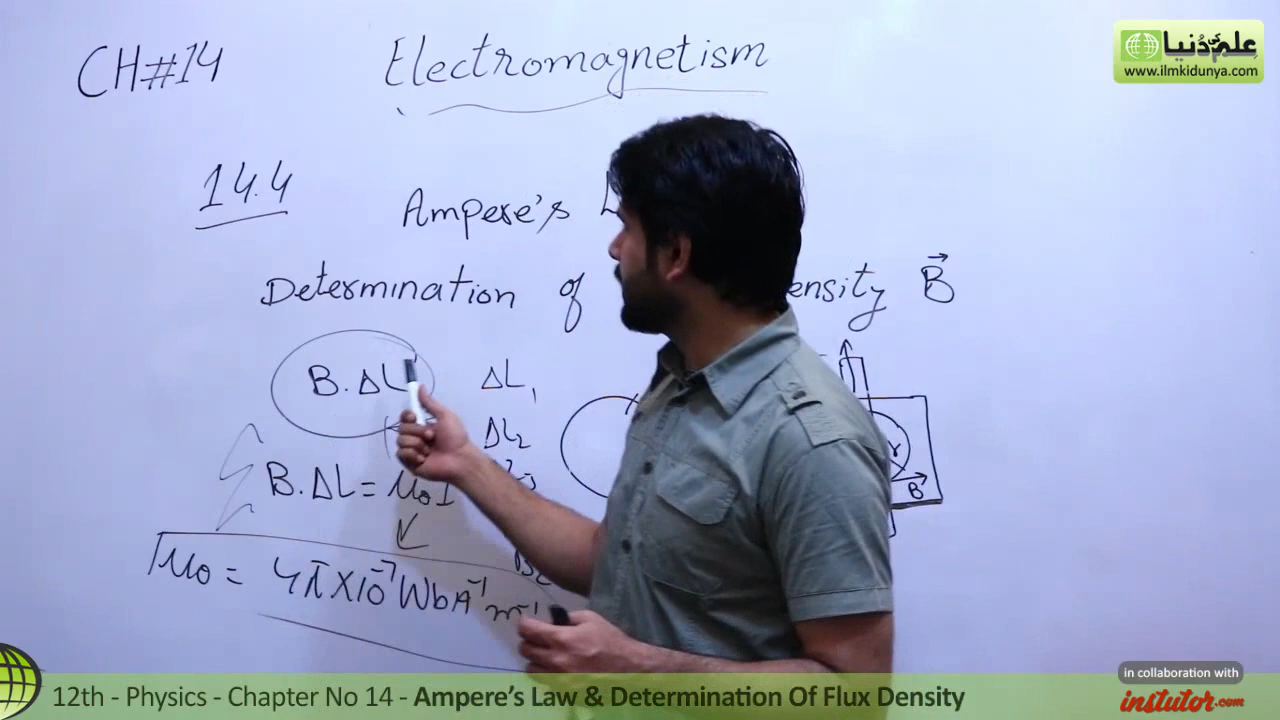 CH#14
Electromagnetism
علم کی دُنیا
www.ilmkidunya.com
14.4
Ampere's L
Determination of ensity B⃗
B.ΔL
ΔL₁
ΔL₂
B.ΔL = μ₀I
r
B
μ₀ = 4π×10⁻⁷ WbA⁻¹m⁻¹
12th - Physics - Chapter No 14 - Ampere's Law & Determination Of Flux Density
in collaboration with
instutor.com